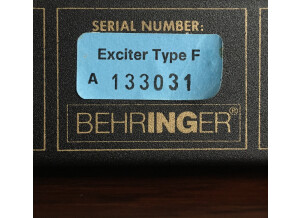 SERIAL NUMBER:
Exciter Type F
A 133031
BEHRINGER®